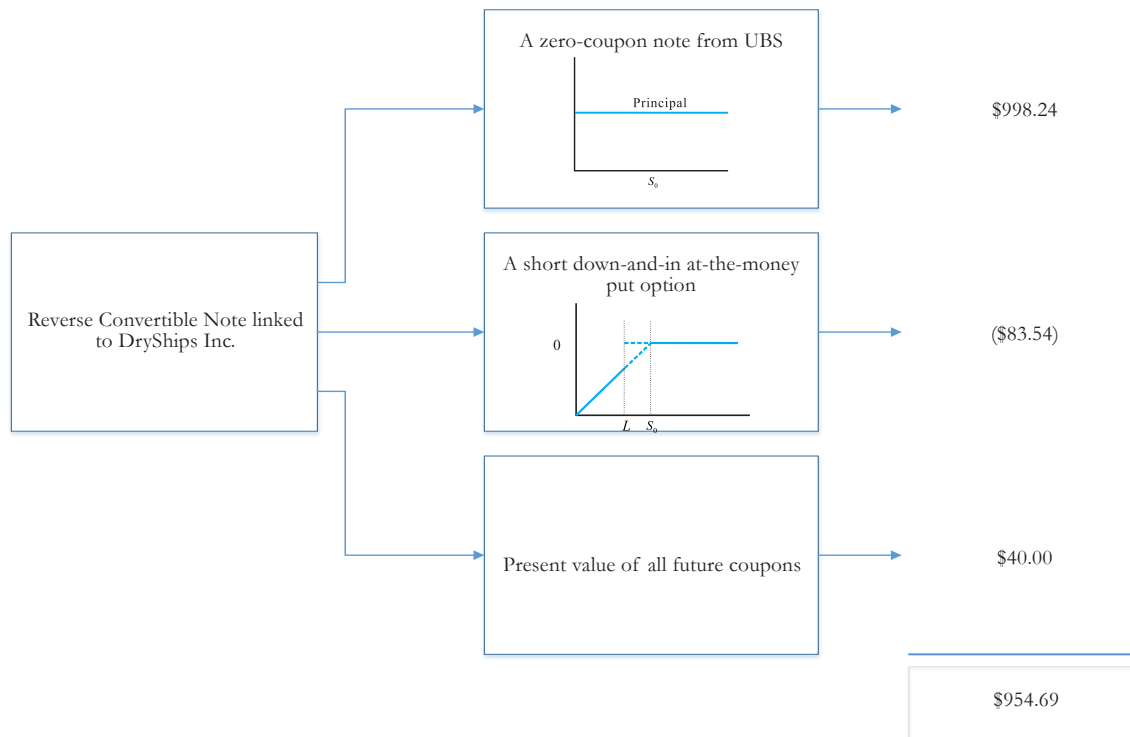 A zero-coupon note from UBS
Principal
S₀
$998.24
Reverse Convertible Note linked
to DryShips Inc.
A short down-and-in at-the-money
put option
0
L S₀
($83.54)
Present value of all future coupons
$40.00
$954.69